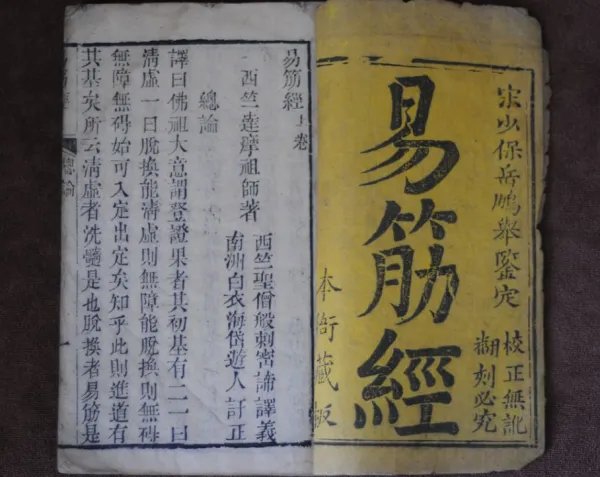 宋少保岳鵬舉鑒定
校正無訛
翻刻必究
易筋經
本衙藏板
易筋經上卷
西竺達摩祖師著
西竺聖僧般剌密諦譯義
南洲白衣海岱遊人訂正
總論
譯曰佛祖大意謂登證果者其初基有二一曰
清虛一曰脫換能清虛則無障能脫換則無碍
無障無碍始可入定出定矣知乎此則進道有
其基矣所云清虛者洗髓是也脫換者易筋是
總論
一